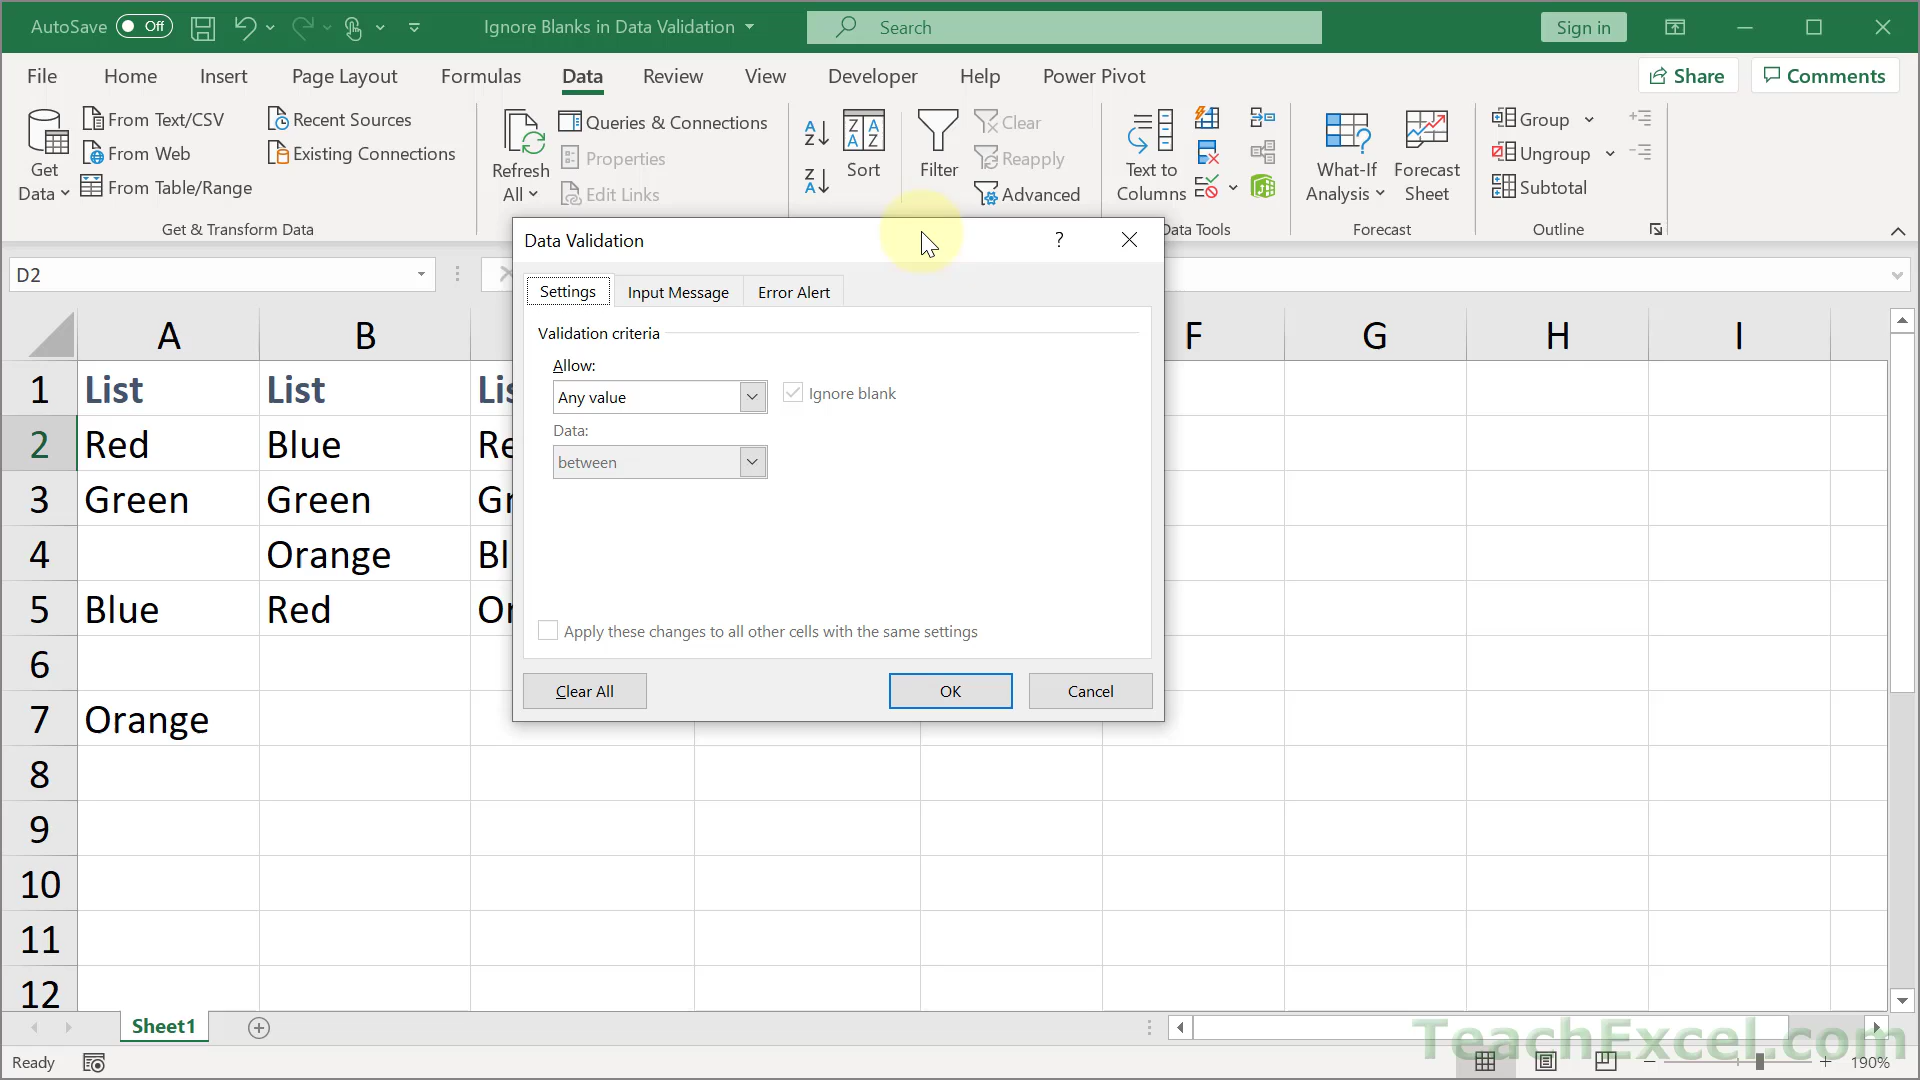 AutoSave Off Ignore Blanks in Data Validation Search Sign in
File Home Insert Page Layout Formulas Data Review View Developer Help Power Pivot Share Comments
Get Data
From Text/CSV
From Web
From Table/Range
Recent Sources
Existing Connections
Get & Transform Data
Refresh All
Queries & Connections
Properties
Edit Links
Sort
Filter
Clear
Reapply
Advanced
Text to Columns
Data Tools
What-If Analysis
Forecast Sheet
Forecast
Group
Ungroup
Subtotal
Outline
D2
Data Validation ?
Settings Input Message Error Alert
Validation criteria
Allow:
Any value Ignore blank
Data:
between
Apply these changes to all other cells with the same settings
Clear All OK Cancel
A B F G H I
1 List List Lis
2 Red Blue Re
3 Green Green Gr
4 Orange Bl
5 Blue Red Or
6
7 Orange
8
9
10
11
12
Sheet1
TeachExcel.com
Ready 190%